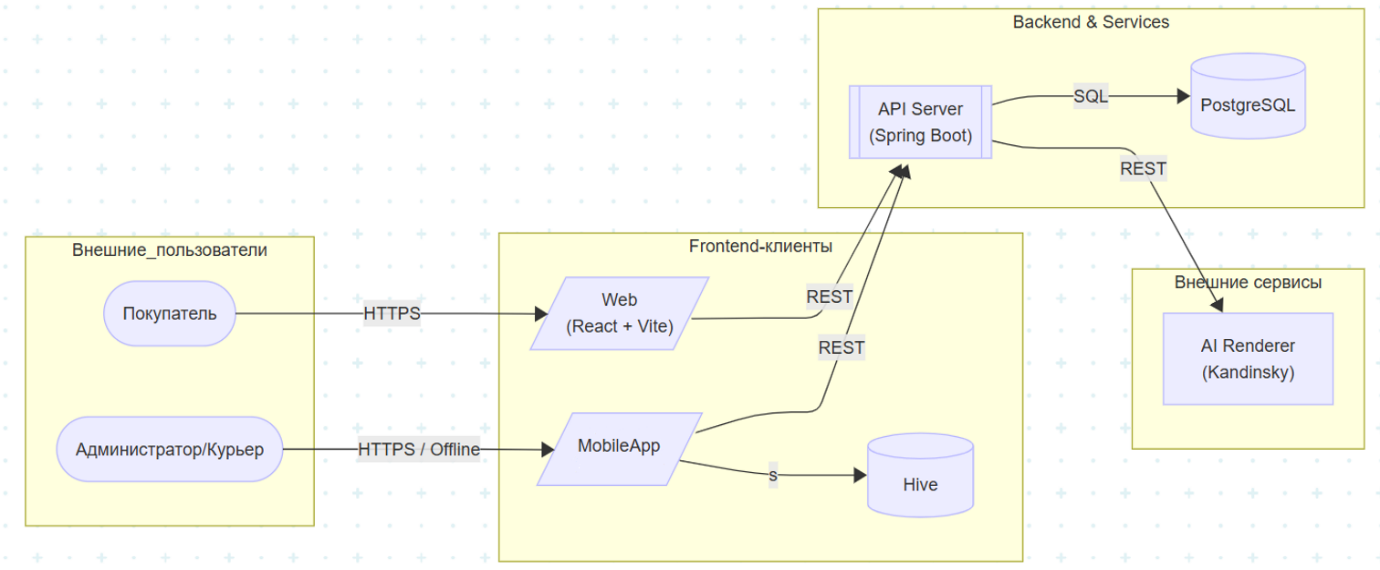 Backend & Services
API Server
(Spring Boot)
SQL
PostgreSQL
REST
Внешние_пользователи
Покупатель
HTTPS
Администратор/Курьер
HTTPS / Offline
Frontend-клиенты
Web
(React + Vite)
REST
REST
MobileApp
s
Hive
Внешние сервисы
AI Renderer
(Kandinsky)